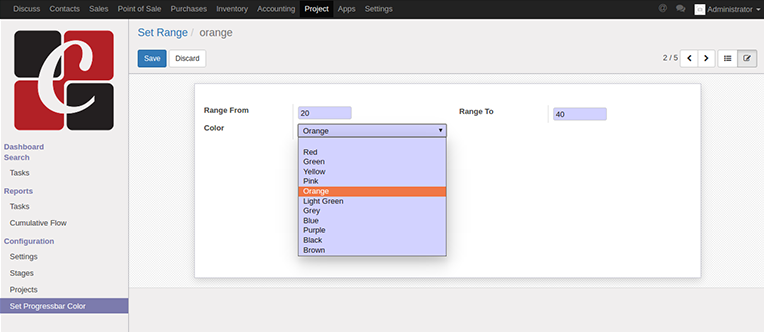 Discuss Contacts Sales Point of Sale Purchases Inventory Accounting Project Apps Settings Administrator
Set Range / orange
Save Discard 2 / 5
C
Dashboard
Search
Tasks
Reports
Tasks
Cumulative Flow
Configuration
Settings
Stages
Projects
Set Progressbar Color
Range From 20 Range To 40
Color Orange
Red
Green
Yellow
Pink
Orange
Light Green
Grey
Blue
Purple
Black
Brown